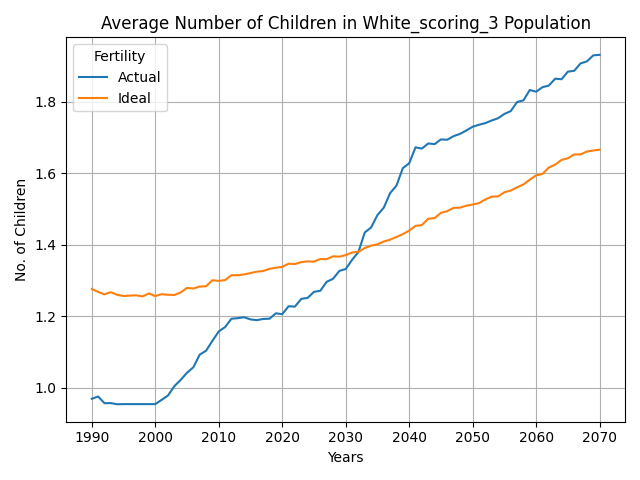 Average Number of Children in White_scoring_3 Population
Fertility
Actual
Ideal
No. of Children
1.8
1.6
1.4
1.2
1.0
1990 2000 2010 2020 2030 2040 2050 2060 2070
Years